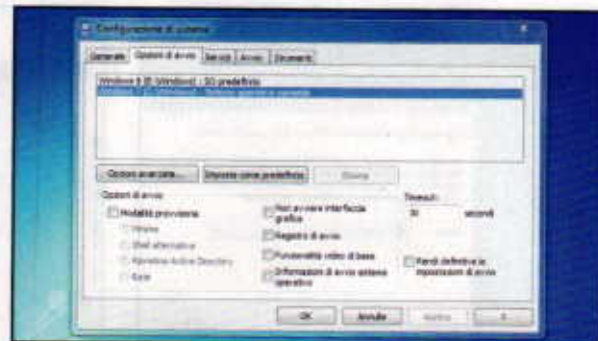 Configurazione di sistema
Generale Opzioni di avvio Servizi Avvio Strumenti
Windows 8 (E:\Windows) : SO predefinito
Opzioni avanzate... Imposta come predefinito Elimina
Opzioni di avvio
Timeout:
Modalità provvisoria
Non avviare interfaccia grafica
30 secondi
Minima
Registro di avvio
Shell alternativa
Funzionalità video di base
Rendi definitive le impostazioni di avvio
Ripristino Active Directory
Informazioni di avvio sistema operativo
Rete
OK Annulla Applica ?